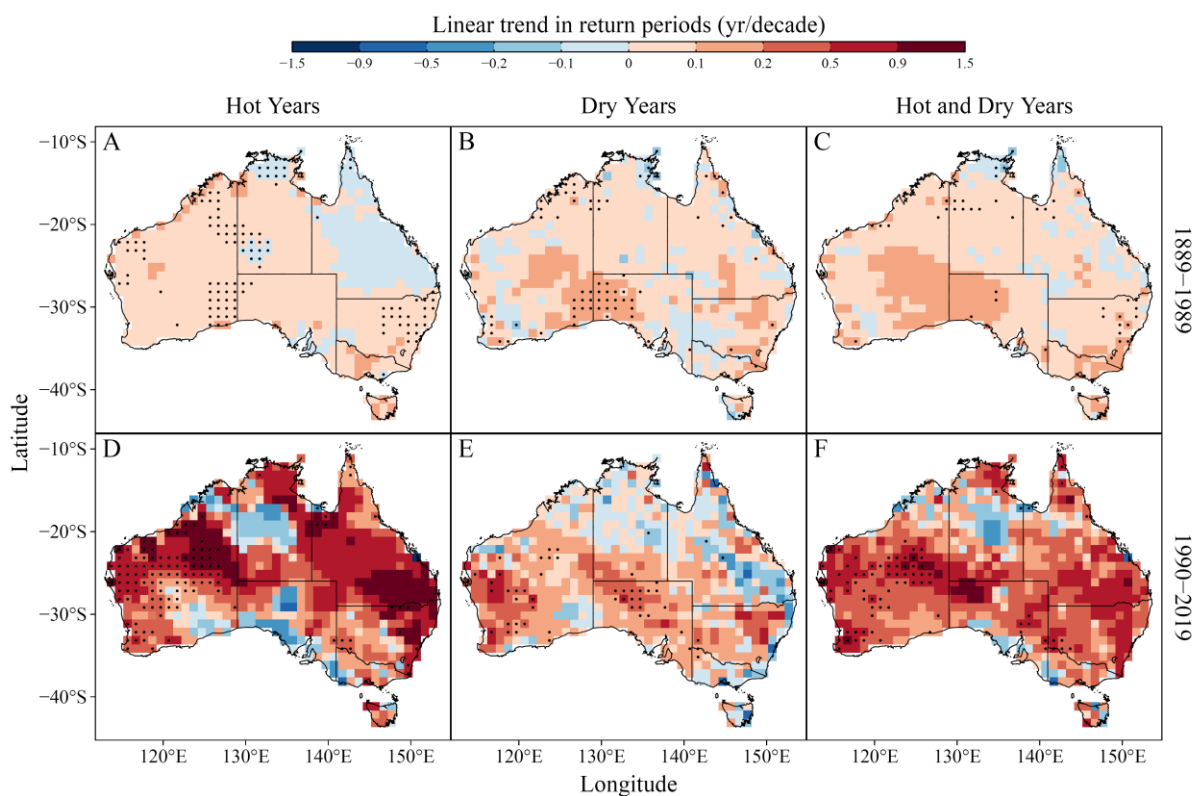 Linear trend in return periods (yr/decade)
−1.5 −0.9 −0.5 −0.2 −0.1 0 0.1 0.2 0.5 0.9 1.5
Hot Years Dry Years Hot and Dry Years
A B C
−10°S
−20°S
−30°S
−40°S
1889−1989
D E F
−10°S
−20°S
−30°S
−40°S
1990−2019
Latitude
120°E 130°E 140°E 150°E 120°E 130°E 140°E 150°E 120°E 130°E 140°E 150°E
Longitude